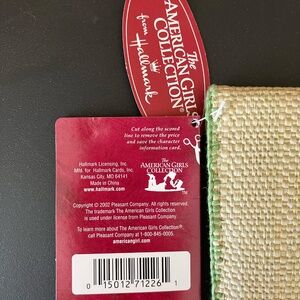 The
AMERICAN GIRLS
COLLECTION®
from Hallmark
Cut along the scored
line to remove the price
and save the character
information card.
Hallmark Licensing, Inc.
Mfd. for Hallmark Cards, Inc.
Kansas City, MO 64141
Made in China
www.hallmark.com
The
AMERICAN GIRLS
COLLECTION®
Copyright © 2002 Pleasant Company. All rights reserved.
The trademark The American Girls Collection
is used under license from Pleasant Company.
To learn more about The American Girls Collection®
call Pleasant Company at 1-800-845-0005.
americangirl.com
0 15012 71226 1